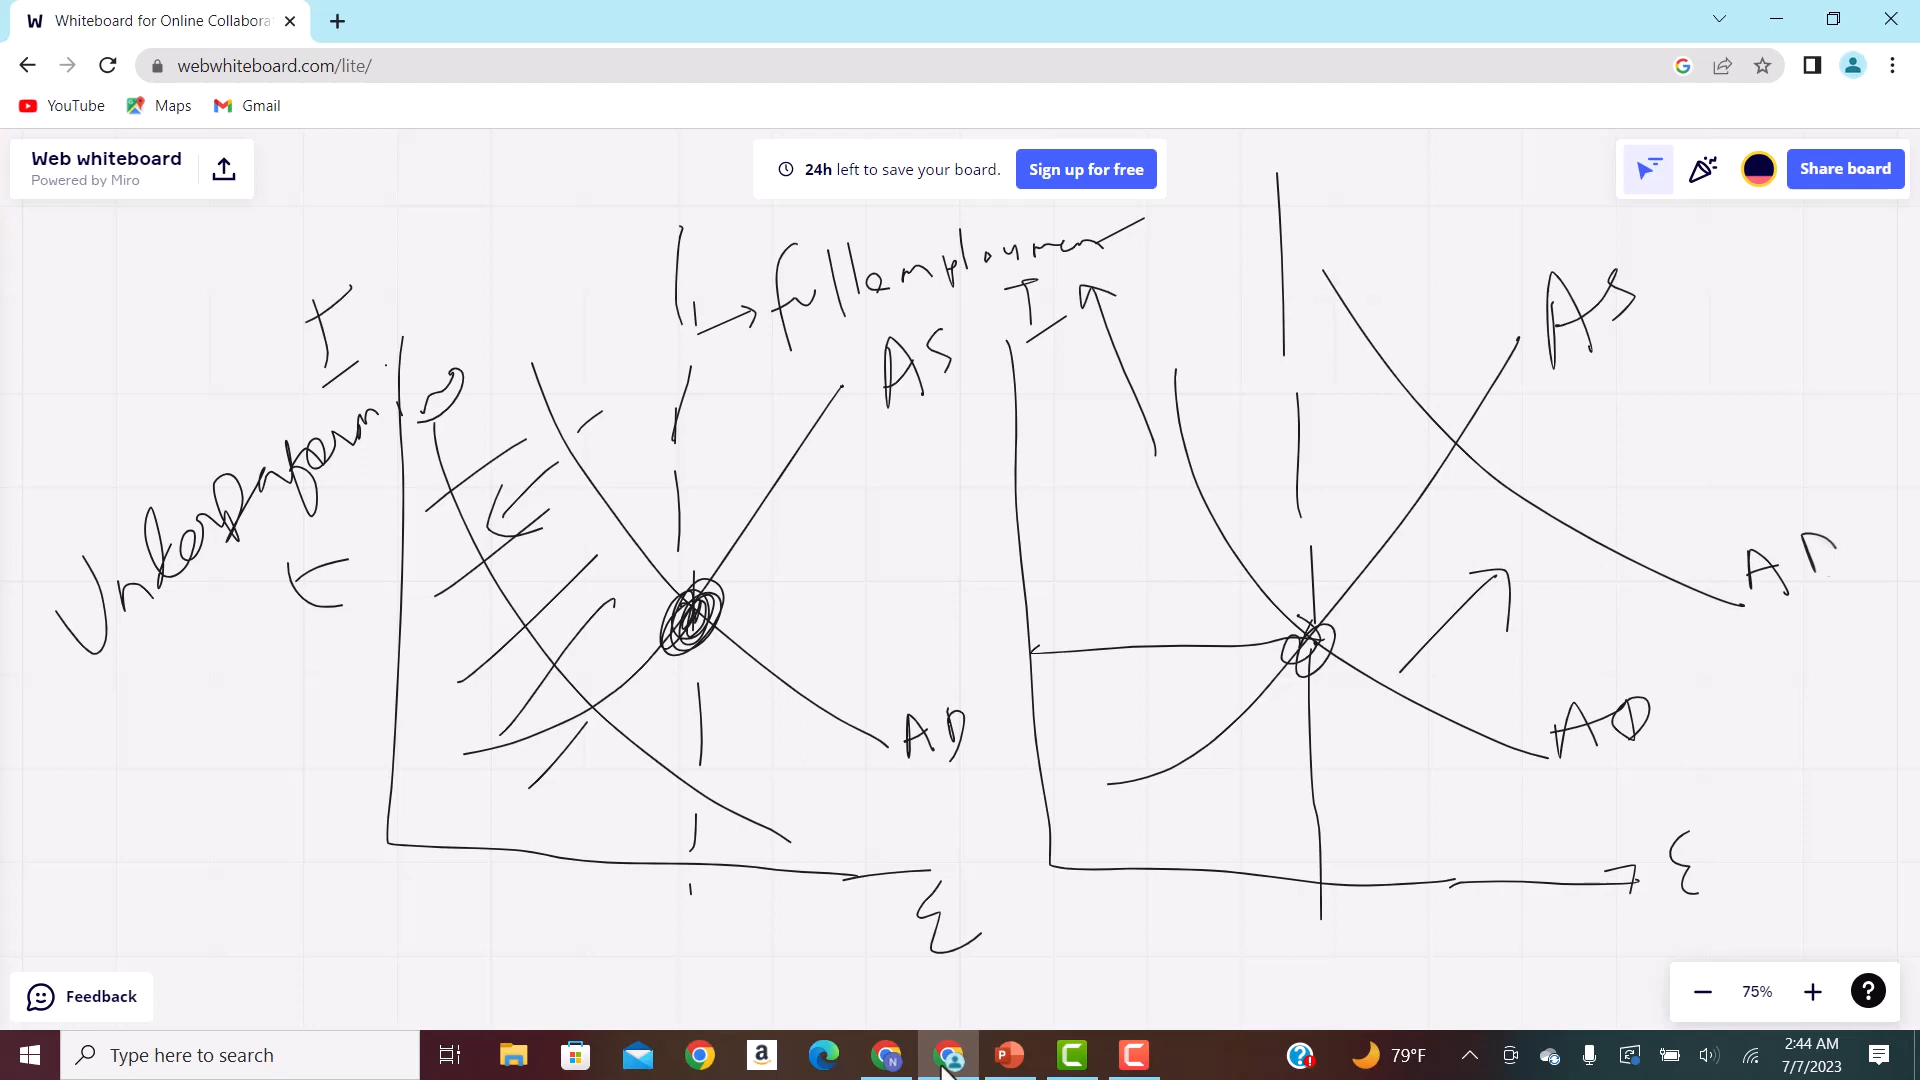 Whiteboard for Online Collabora
webwhiteboard.com/lite/
YouTube
Maps
Gmail
Web whiteboard
Powered by Miro
24h left to save your board.
Sign up for free
Share board
full employmen
I
I
AS
AS
AD
AD
E
E
Feedback
75%
Type here to search
79°F
2:44 AM
7/7/2023